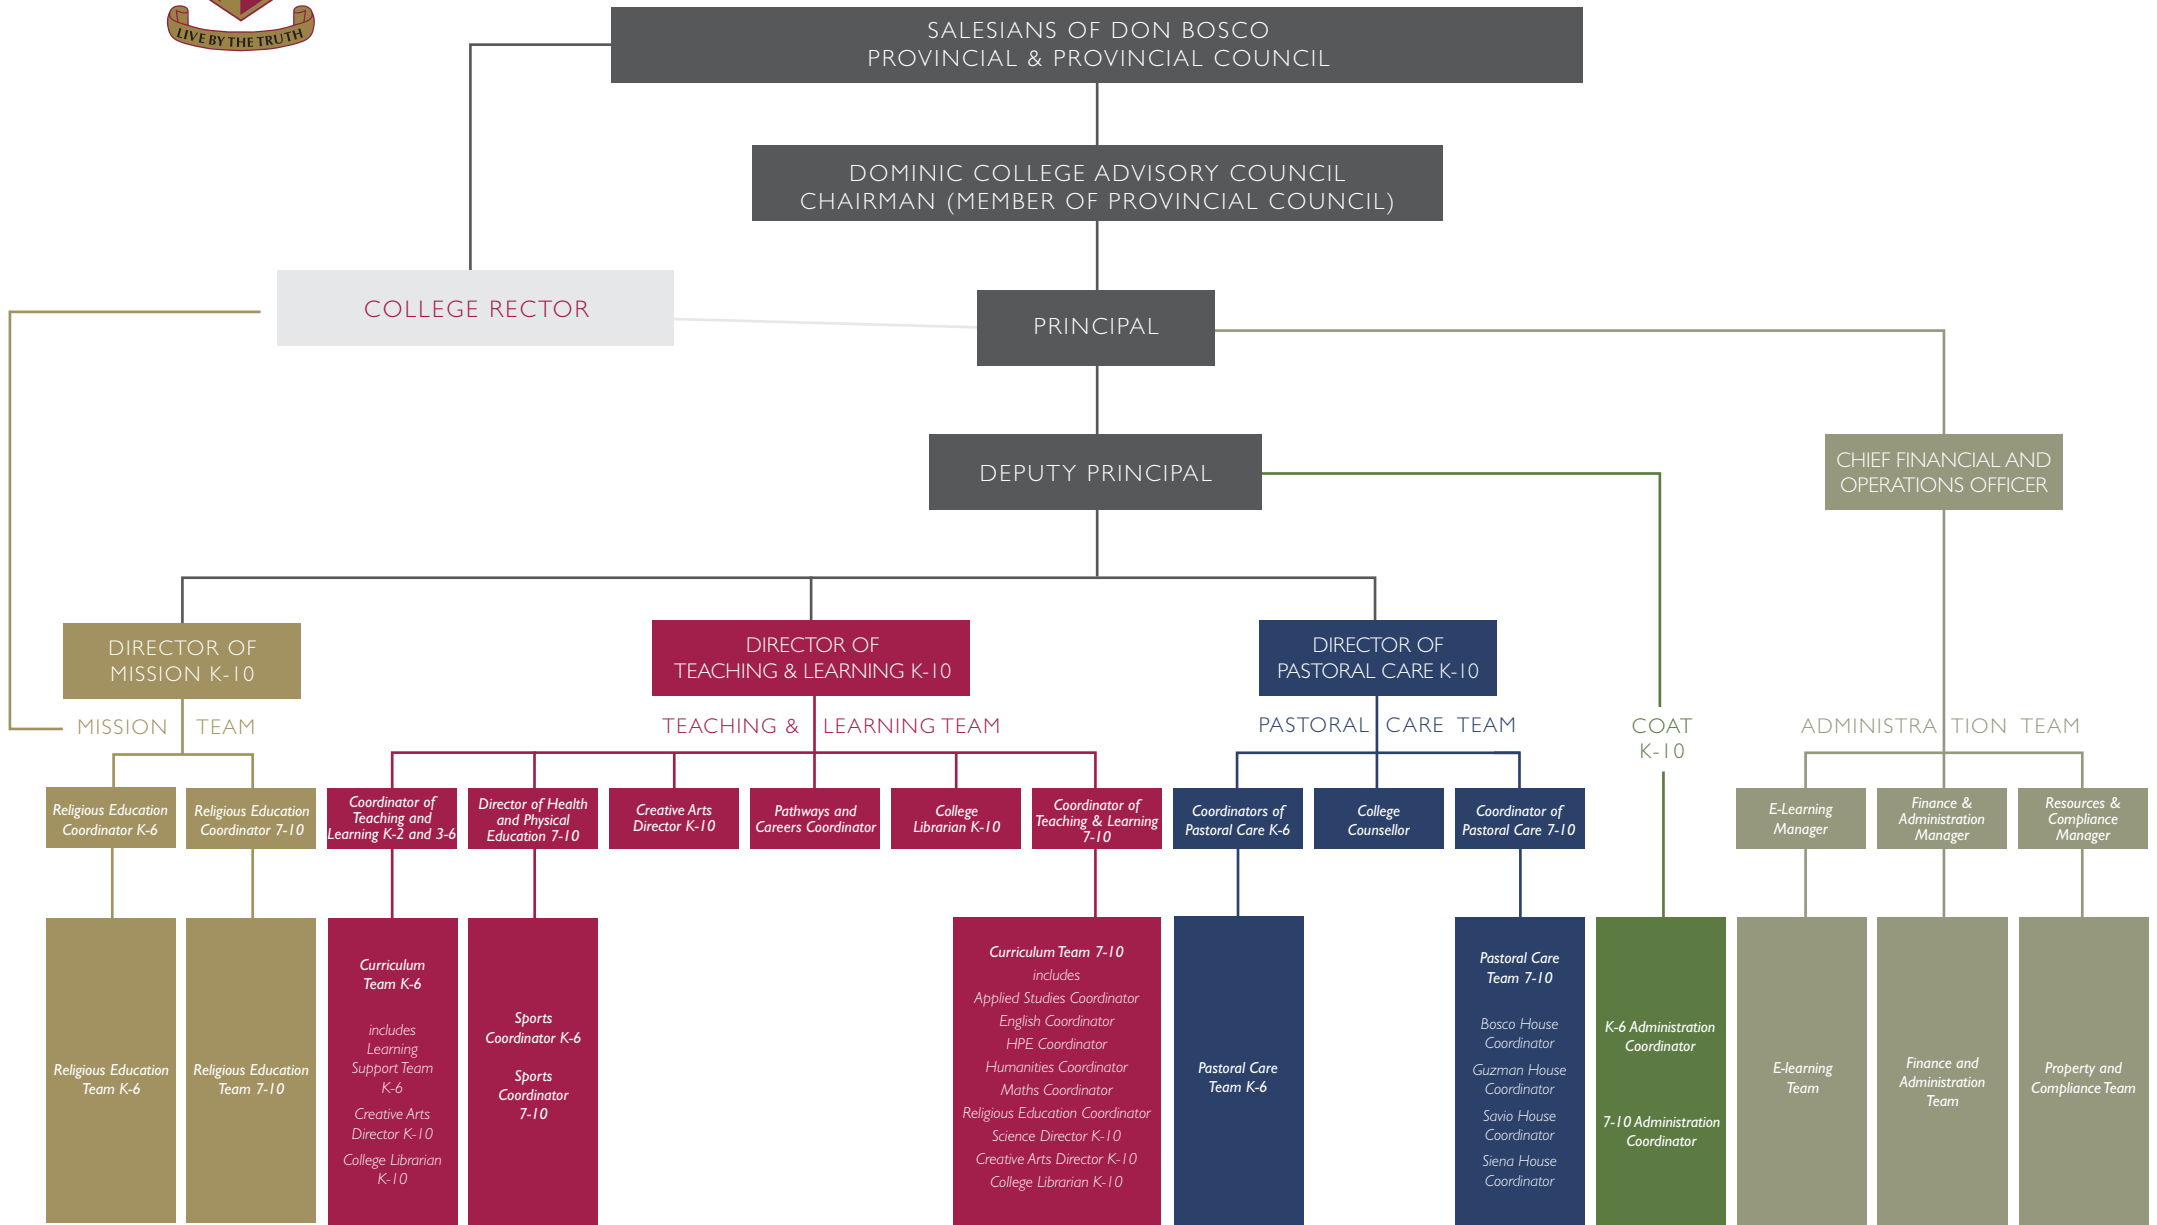 LIVE BY THE TRUTH
SALESIANS OF DON BOSCO
PROVINCIAL & PROVINCIAL COUNCIL
DOMINIC COLLEGE ADVISORY COUNCIL
CHAIRMAN (MEMBER OF PROVINCIAL COUNCIL)
COLLEGE RECTOR
PRINCIPAL
DEPUTY PRINCIPAL
CHIEF FINANCIAL AND
OPERATIONS OFFICER
DIRECTOR OF
MISSION K-10
DIRECTOR OF
TEACHING & LEARNING K-10
DIRECTOR OF
PASTORAL CARE K-10
MISSION TEAM
TEACHING & LEARNING TEAM
PASTORAL CARE TEAM
COAT
K-10
ADMINISTRATION TEAM
Religious Education
Coordinator K-6
Religious Education
Coordinator 7-10
Coordinator of
Teaching and
Learning K-2 and 3-6
Director of Health
and Physical
Education 7-10
Creative Arts
Director K-10
Pathways and
Careers Coordinator
College
Librarian K-10
Coordinator of
Teaching & Learning
7-10
Coordinators of
Pastoral Care K-6
College
Counsellor
Coordinator of
Pastoral Care 7-10
E-Learning
Manager
Finance &
Administration
Manager
Resources &
Compliance
Manager
Religious Education
Team K-6
Religious Education
Team 7-10
Curriculum
Team K-6
includes
Learning
Support Team
K-6
Creative Arts
Director K-10
College Librarian
K-10
Sports
Coordinator K-6
Sports
Coordinator
7-10
Curriculum Team 7-10
includes
Applied Studies Coordinator
English Coordinator
HPE Coordinator
Humanities Coordinator
Maths Coordinator
Religious Education Coordinator
Science Director K-10
Creative Arts Director K-10
College Librarian K-10
Pastoral Care
Team K-6
Pastoral Care
Team 7-10
Bosco House
Coordinator
Guzman House
Coordinator
Savio House
Coordinator
Siena House
Coordinator
K-6 Administration
Coordinator
7-10 Administration
Coordinator
E-learning
Team
Finance and
Administration
Team
Property and
Compliance Team